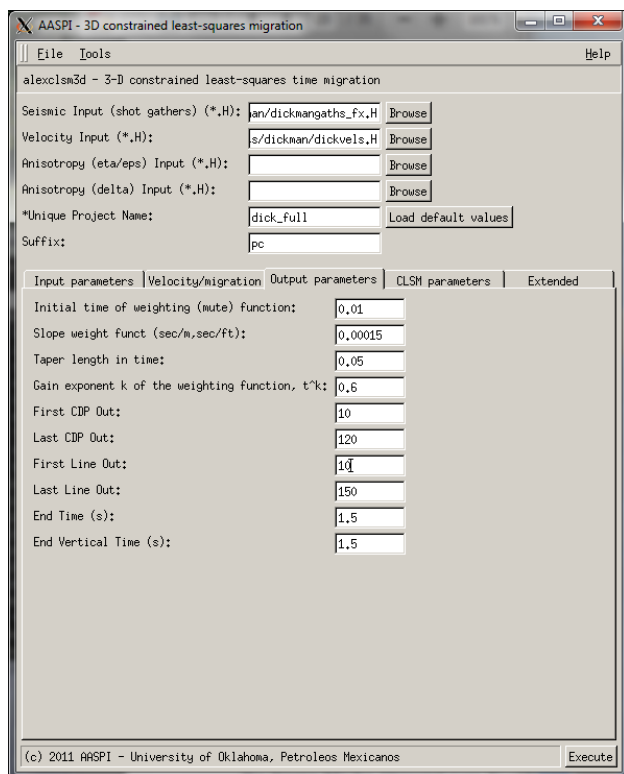 AASPI - 3D constrained least-squares migration
File Tools Help
alexclsm3d - 3-D constrained least-squares time migration
Seismic Input (shot gathers) (*.H): an/dickmangaths_fx.H Browse
Velocity Input (*.H): s/dickman/dickvels.H Browse
Anisotropy (eta/eps) Input (*.H): Browse
Anisotropy (delta) Input (*.H): Browse
*Unique Project Name: dick_full Load default values
Suffix: pc
Input parameters Velocity/migration Output parameters CLSM parameters Extended
Initial time of weighting (mute) function: 0.01
Slope weight funct (sec/m,sec/ft): 0.00015
Taper length in time: 0.05
Gain exponent k of the weighting function, t^k: 0.6
First CDP Out: 10
Last CDP Out: 120
First Line Out: 10
Last Line Out: 150
End Time (s): 1.5
End Vertical Time (s): 1.5
(c) 2011 AASPI - University of Oklahoma, Petroleos Mexicanos Execute